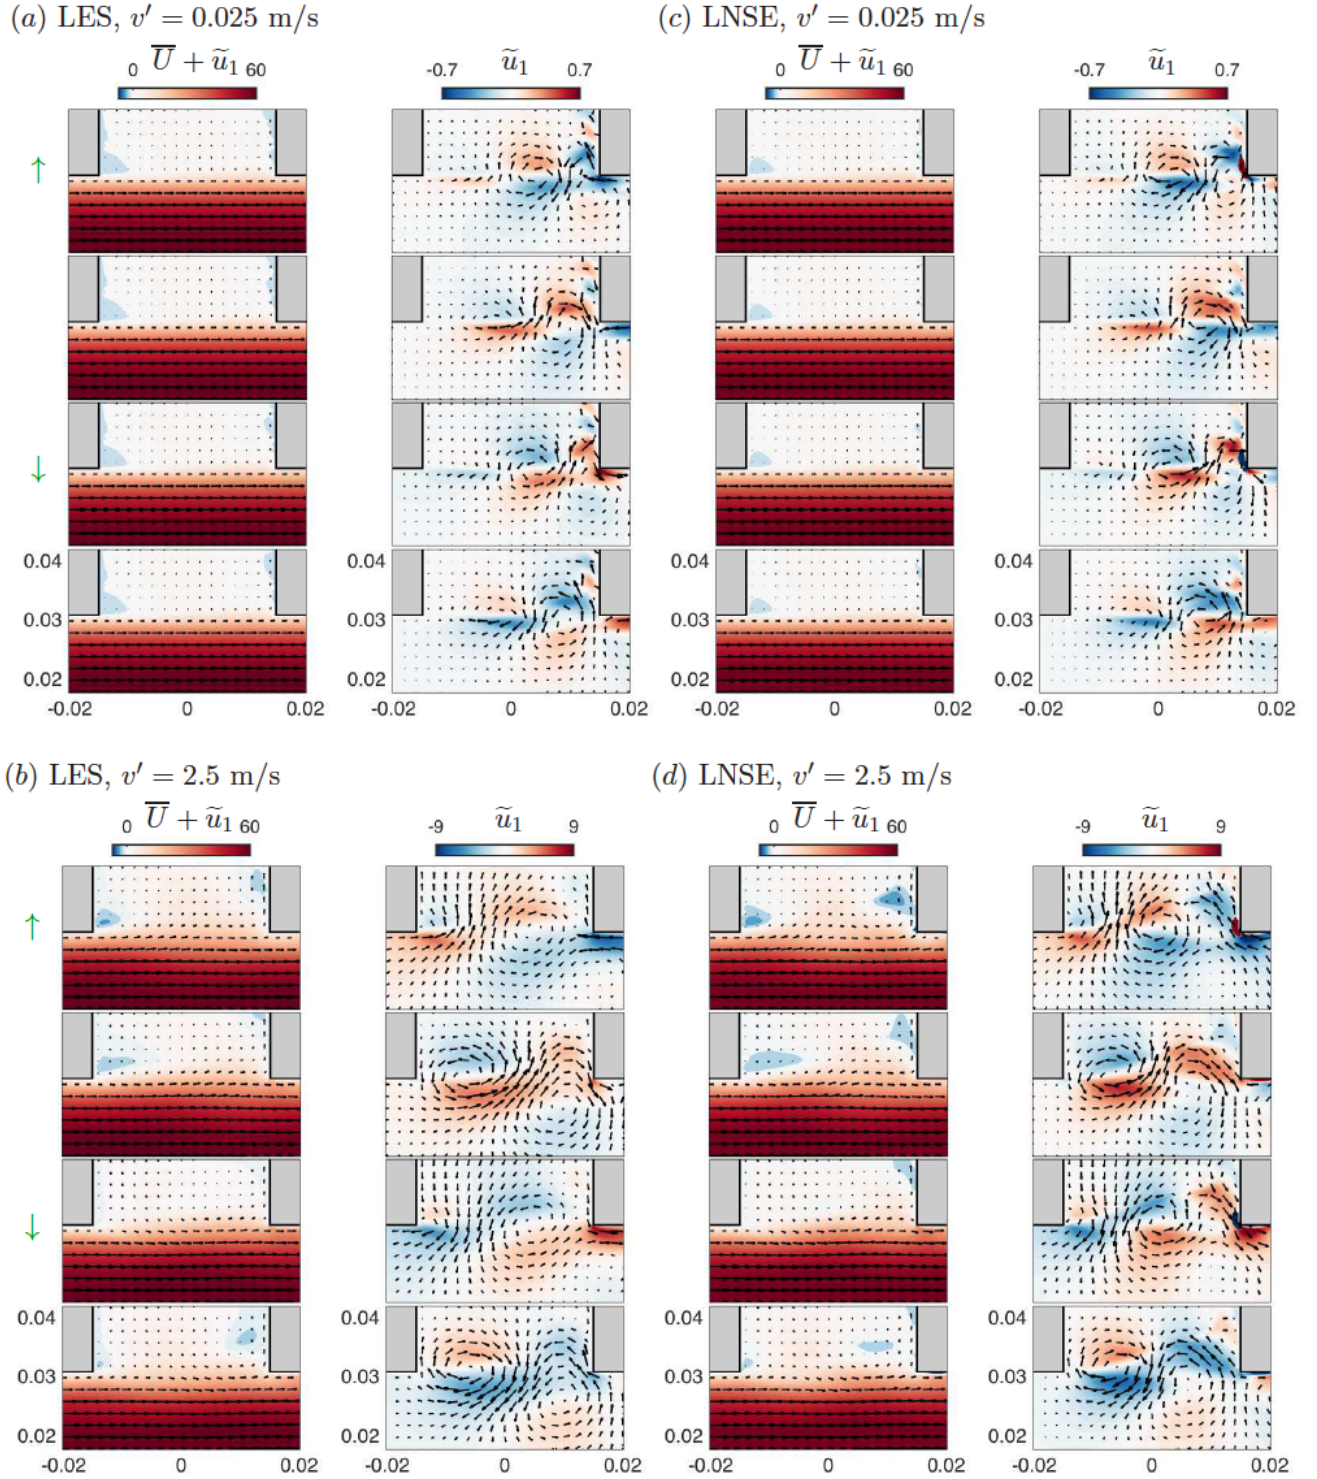 (a) LES, v′ = 0.025 m/s (c) LNSE, v′ = 0.025 m/s
0 U̅ + ũ₁ 60 -0.7 ũ₁ 0.7 0 U̅ + ũ₁ 60 -0.7 ũ₁ 0.7
↑
↓
0.04 0.04 0.04 0.04
0.03 0.03 0.03 0.03
0.02 0.02 0.02 0.02
-0.02 0 0.02 -0.02 0 0.02 -0.02 0 0.02 -0.02 0 0.02
(b) LES, v′ = 2.5 m/s (d) LNSE, v′ = 2.5 m/s
0 U̅ + ũ₁ 60 -9 ũ₁ 9 0 U̅ + ũ₁ 60 -9 ũ₁ 9
↑
↓
0.04 0.04 0.04 0.04
0.03 0.03 0.03 0.03
0.02 0.02 0.02 0.02
-0.02 0 0.02 -0.02 0 0.02 -0.02 0 0.02 -0.02 0 0.02